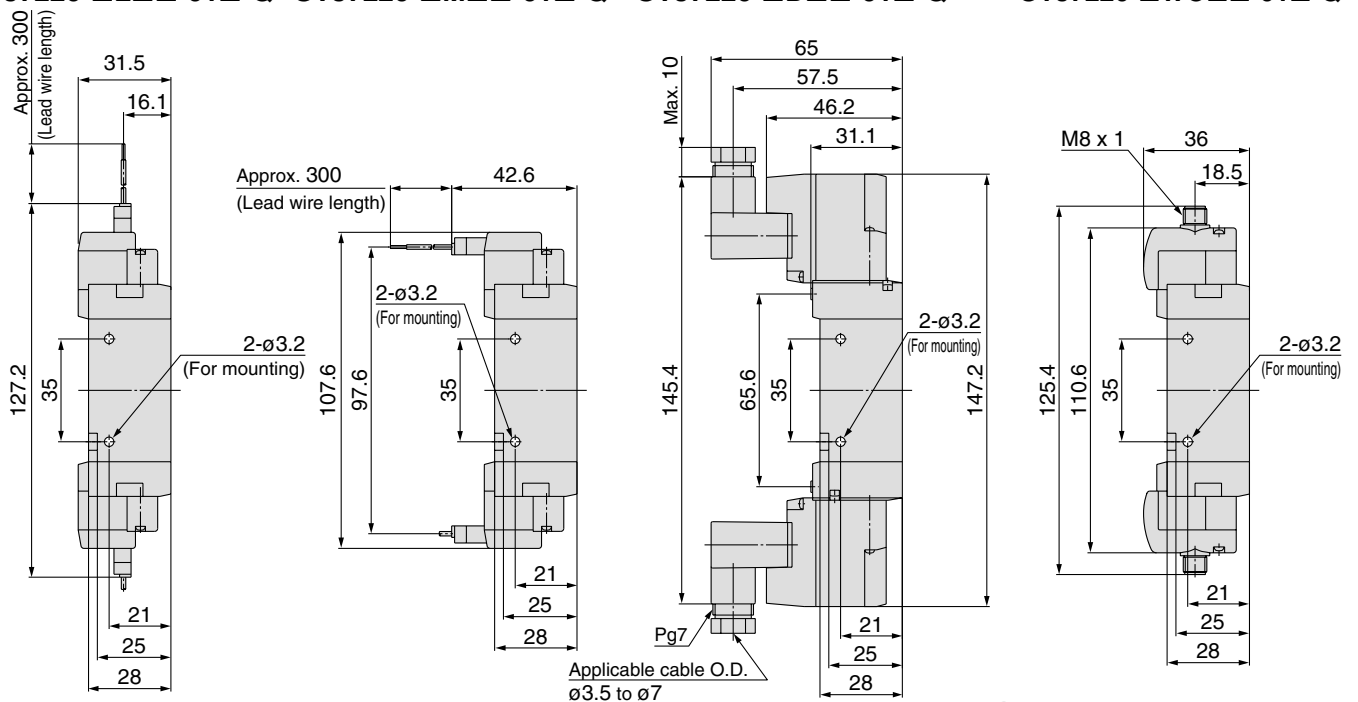 Approx. 300
(Lead wire length)
31.5
16.1
127.2
35
2-ø3.2
(For mounting)
21
25
28
Approx. 300
(Lead wire length)
42.6
2-ø3.2
(For mounting)
107.6
97.6
35
21
25
28
65
57.5
46.2
31.1
Max. 10
145.4
65.6
35
2-ø3.2
(For mounting)
147.2
Pg7
Applicable cable O.D.
ø3.5 to ø7
21
25
28
M8 x 1
36
18.5
125.4
110.6
35
2-ø3.2
(For mounting)
21
25
28